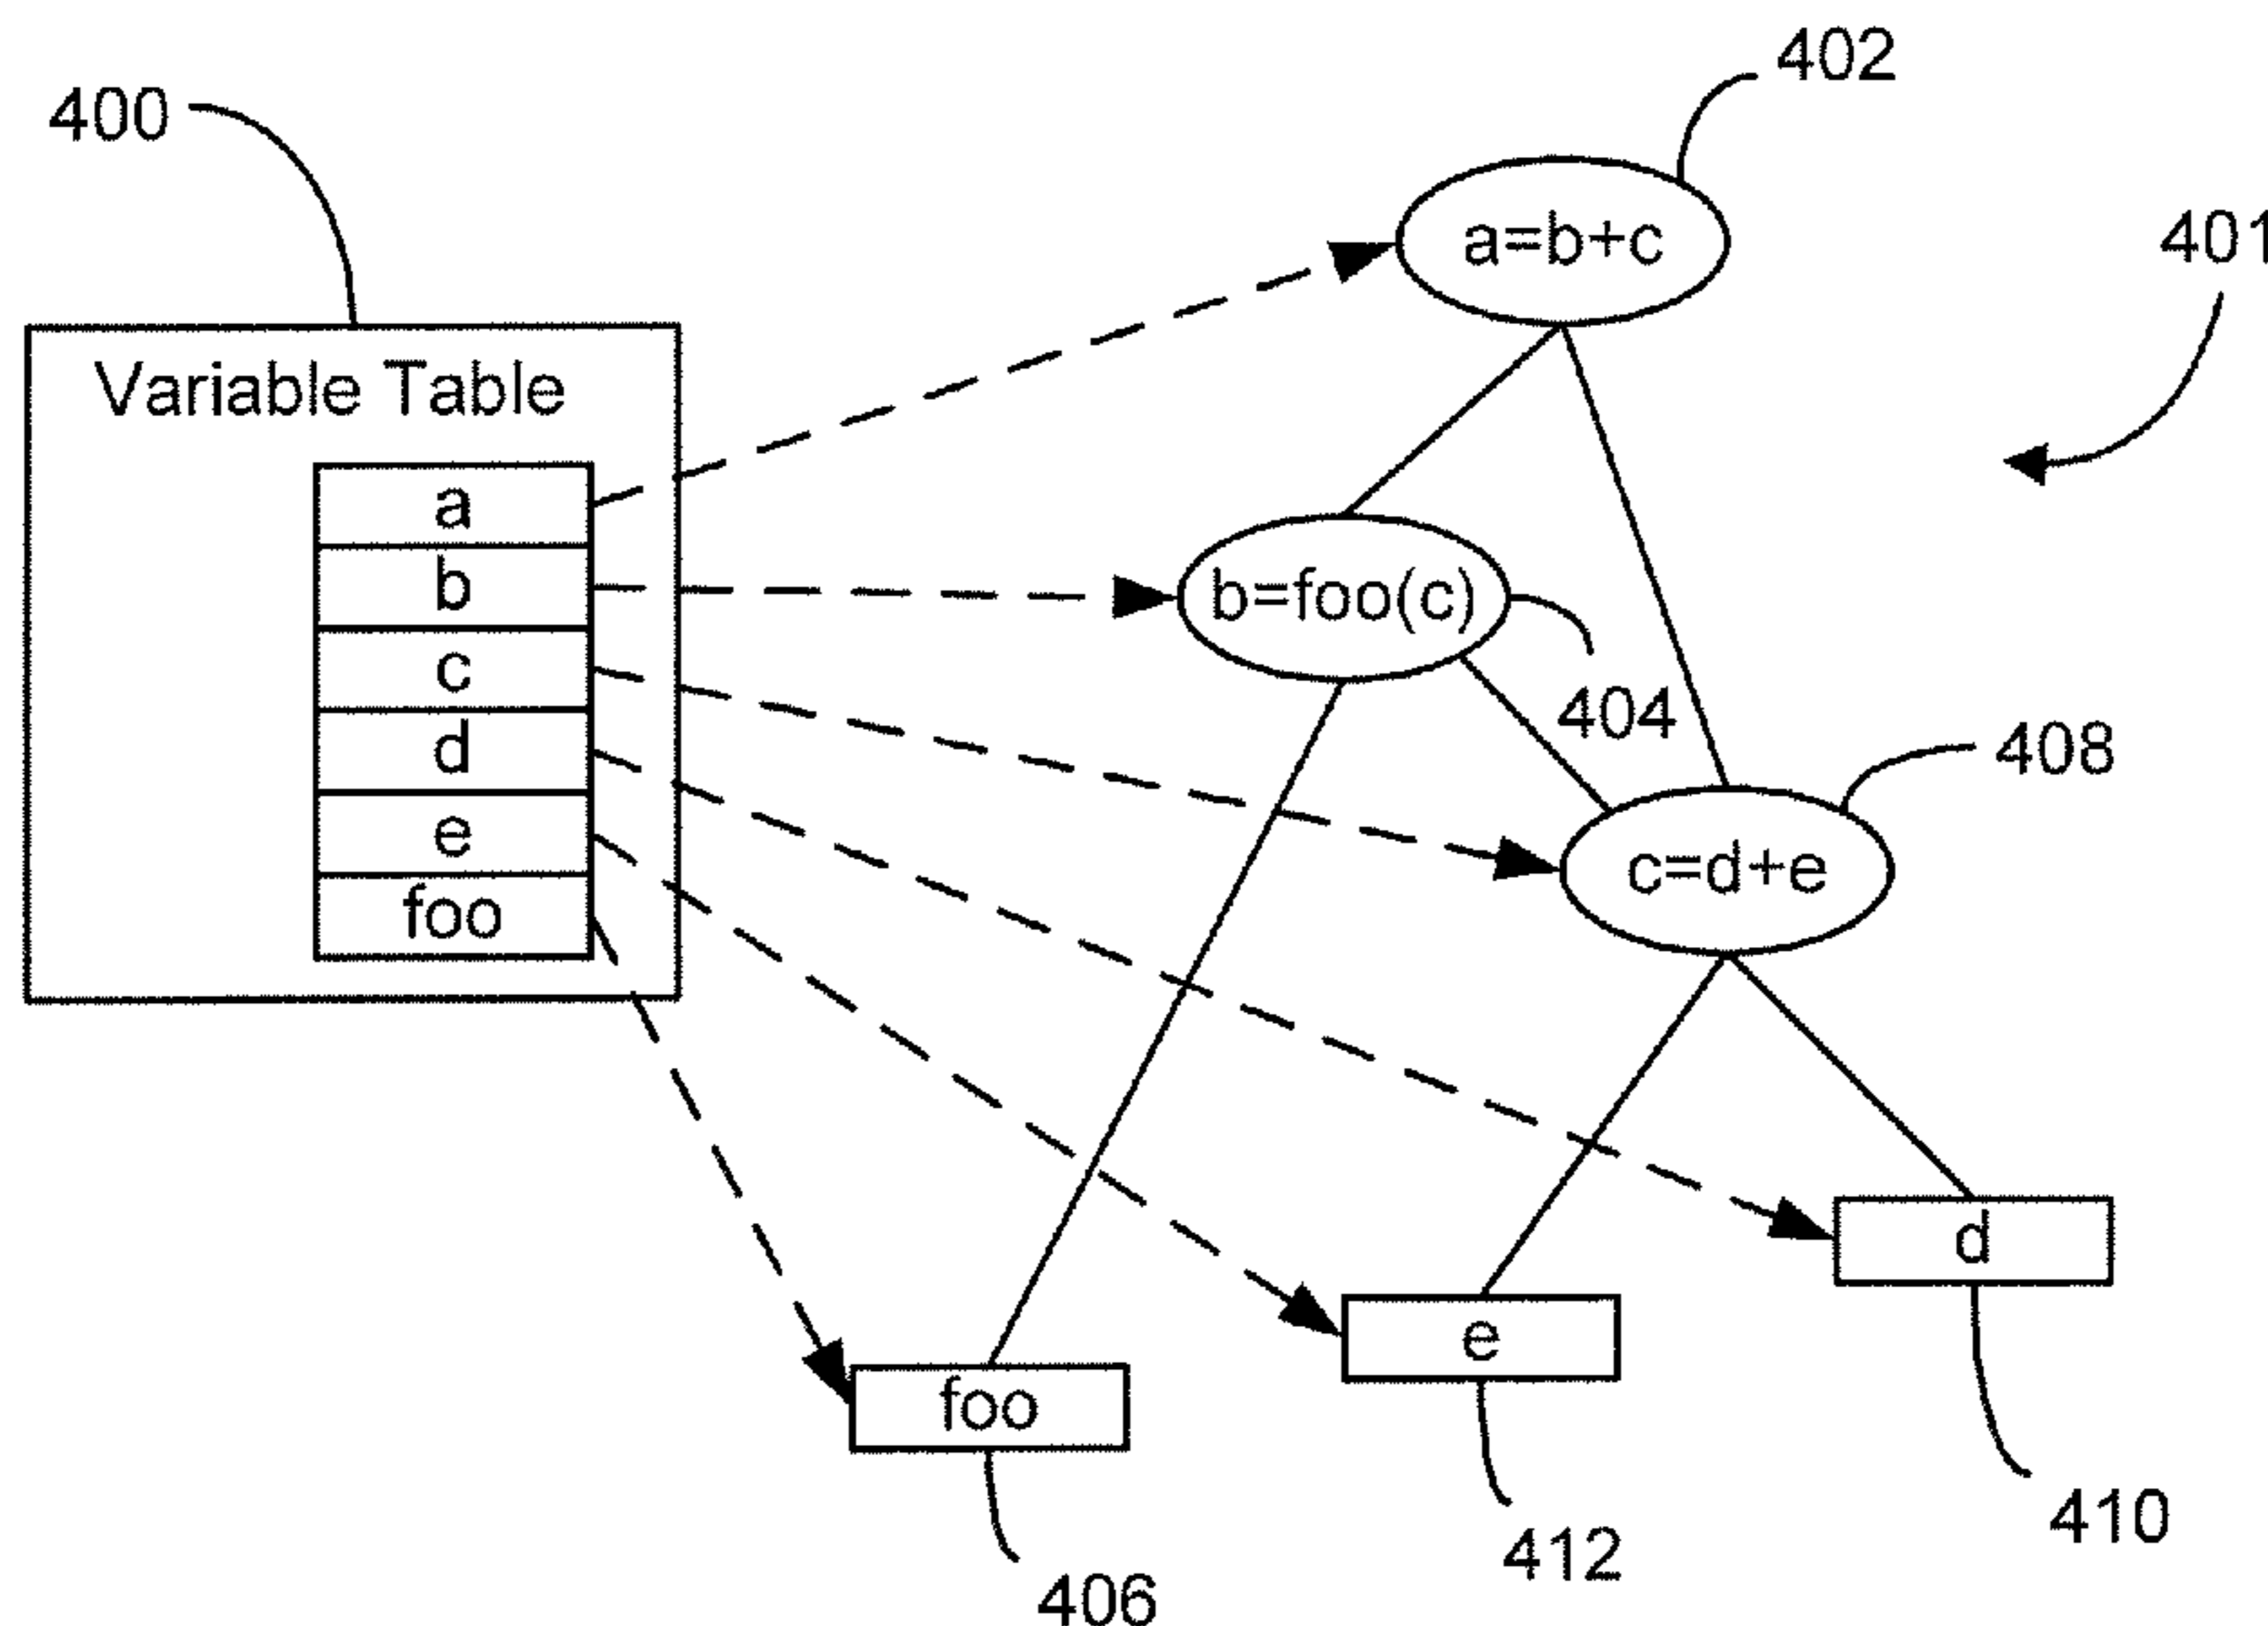 402
400
401
a=b+c
Variable Table
a
b
b=foo(c)
c
404
d
408
e
c=d+e
foo
d
e
foo
410
412
406